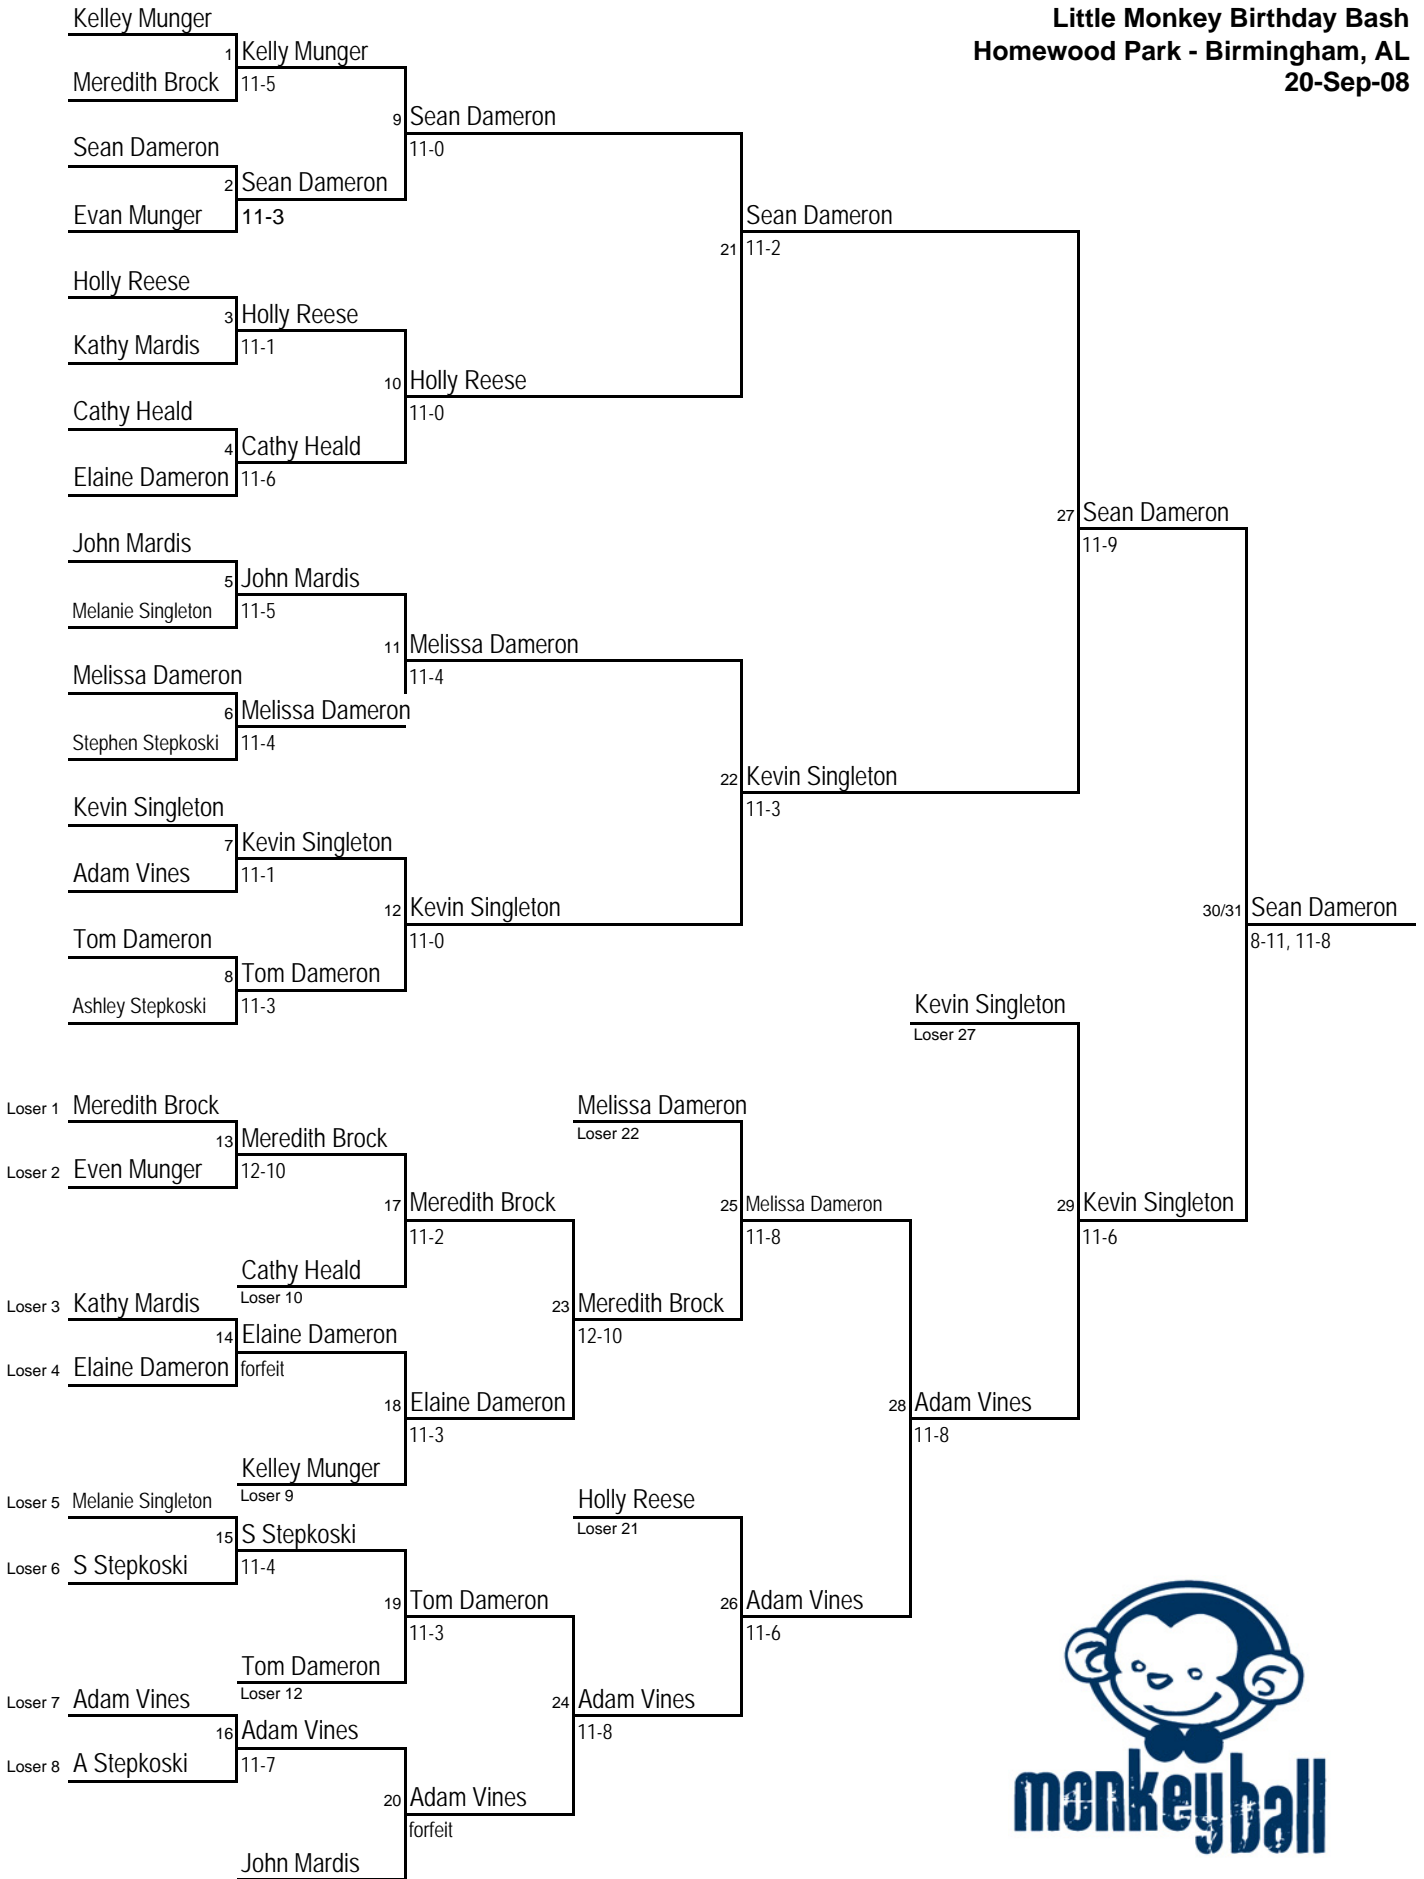 Little Monkey Birthday Bash
Homewood Park - Birmingham, AL
20-Sep-08
Kelley Munger
1 Kelly Munger
Meredith Brock 11-5
9 Sean Dameron
11-0
Sean Dameron
2 Sean Dameron
Evan Munger 11-3
Sean Dameron
21 11-2
Holly Reese
3 Holly Reese
Kathy Mardis 11-1
10 Holly Reese
11-0
Cathy Heald
4 Cathy Heald
Elaine Dameron 11-6
27 Sean Dameron
11-9
John Mardis
5 John Mardis
Melanie Singleton 11-5
11 Melissa Dameron
11-4
Melissa Dameron
6 Melissa Dameron
Stephen Stepkoski 11-4
22 Kevin Singleton
11-3
Kevin Singleton
7 Kevin Singleton
Adam Vines 11-1
12 Kevin Singleton
11-0
30/31 Sean Dameron
8-11, 11-8
Tom Dameron
8 Tom Dameron
Ashley Stepkoski 11-3
Kevin Singleton
Loser 27
Loser 1 Meredith Brock
13 Meredith Brock
Loser 2 Even Munger 12-10
Melissa Dameron
Loser 22
17 Meredith Brock
11-2
25 Melissa Dameron
11-8
29 Kevin Singleton
11-6
Cathy Heald
Loser 10
Loser 3 Kathy Mardis
14 Elaine Dameron
Loser 4 Elaine Dameron forfeit
23 Meredith Brock
12-10
18 Elaine Dameron
11-3
28 Adam Vines
11-8
Kelley Munger
Loser 9
Loser 5 Melanie Singleton
15 S Stepkoski
Loser 6 S Stepkoski 11-4
Holly Reese
Loser 21
19 Tom Dameron
11-3
26 Adam Vines
11-6
Tom Dameron
Loser 12
Loser 7 Adam Vines
16 Adam Vines
Loser 8 A Stepkoski 11-7
24 Adam Vines
11-8
20 Adam Vines
forfeit
John Mardis
monkeyball